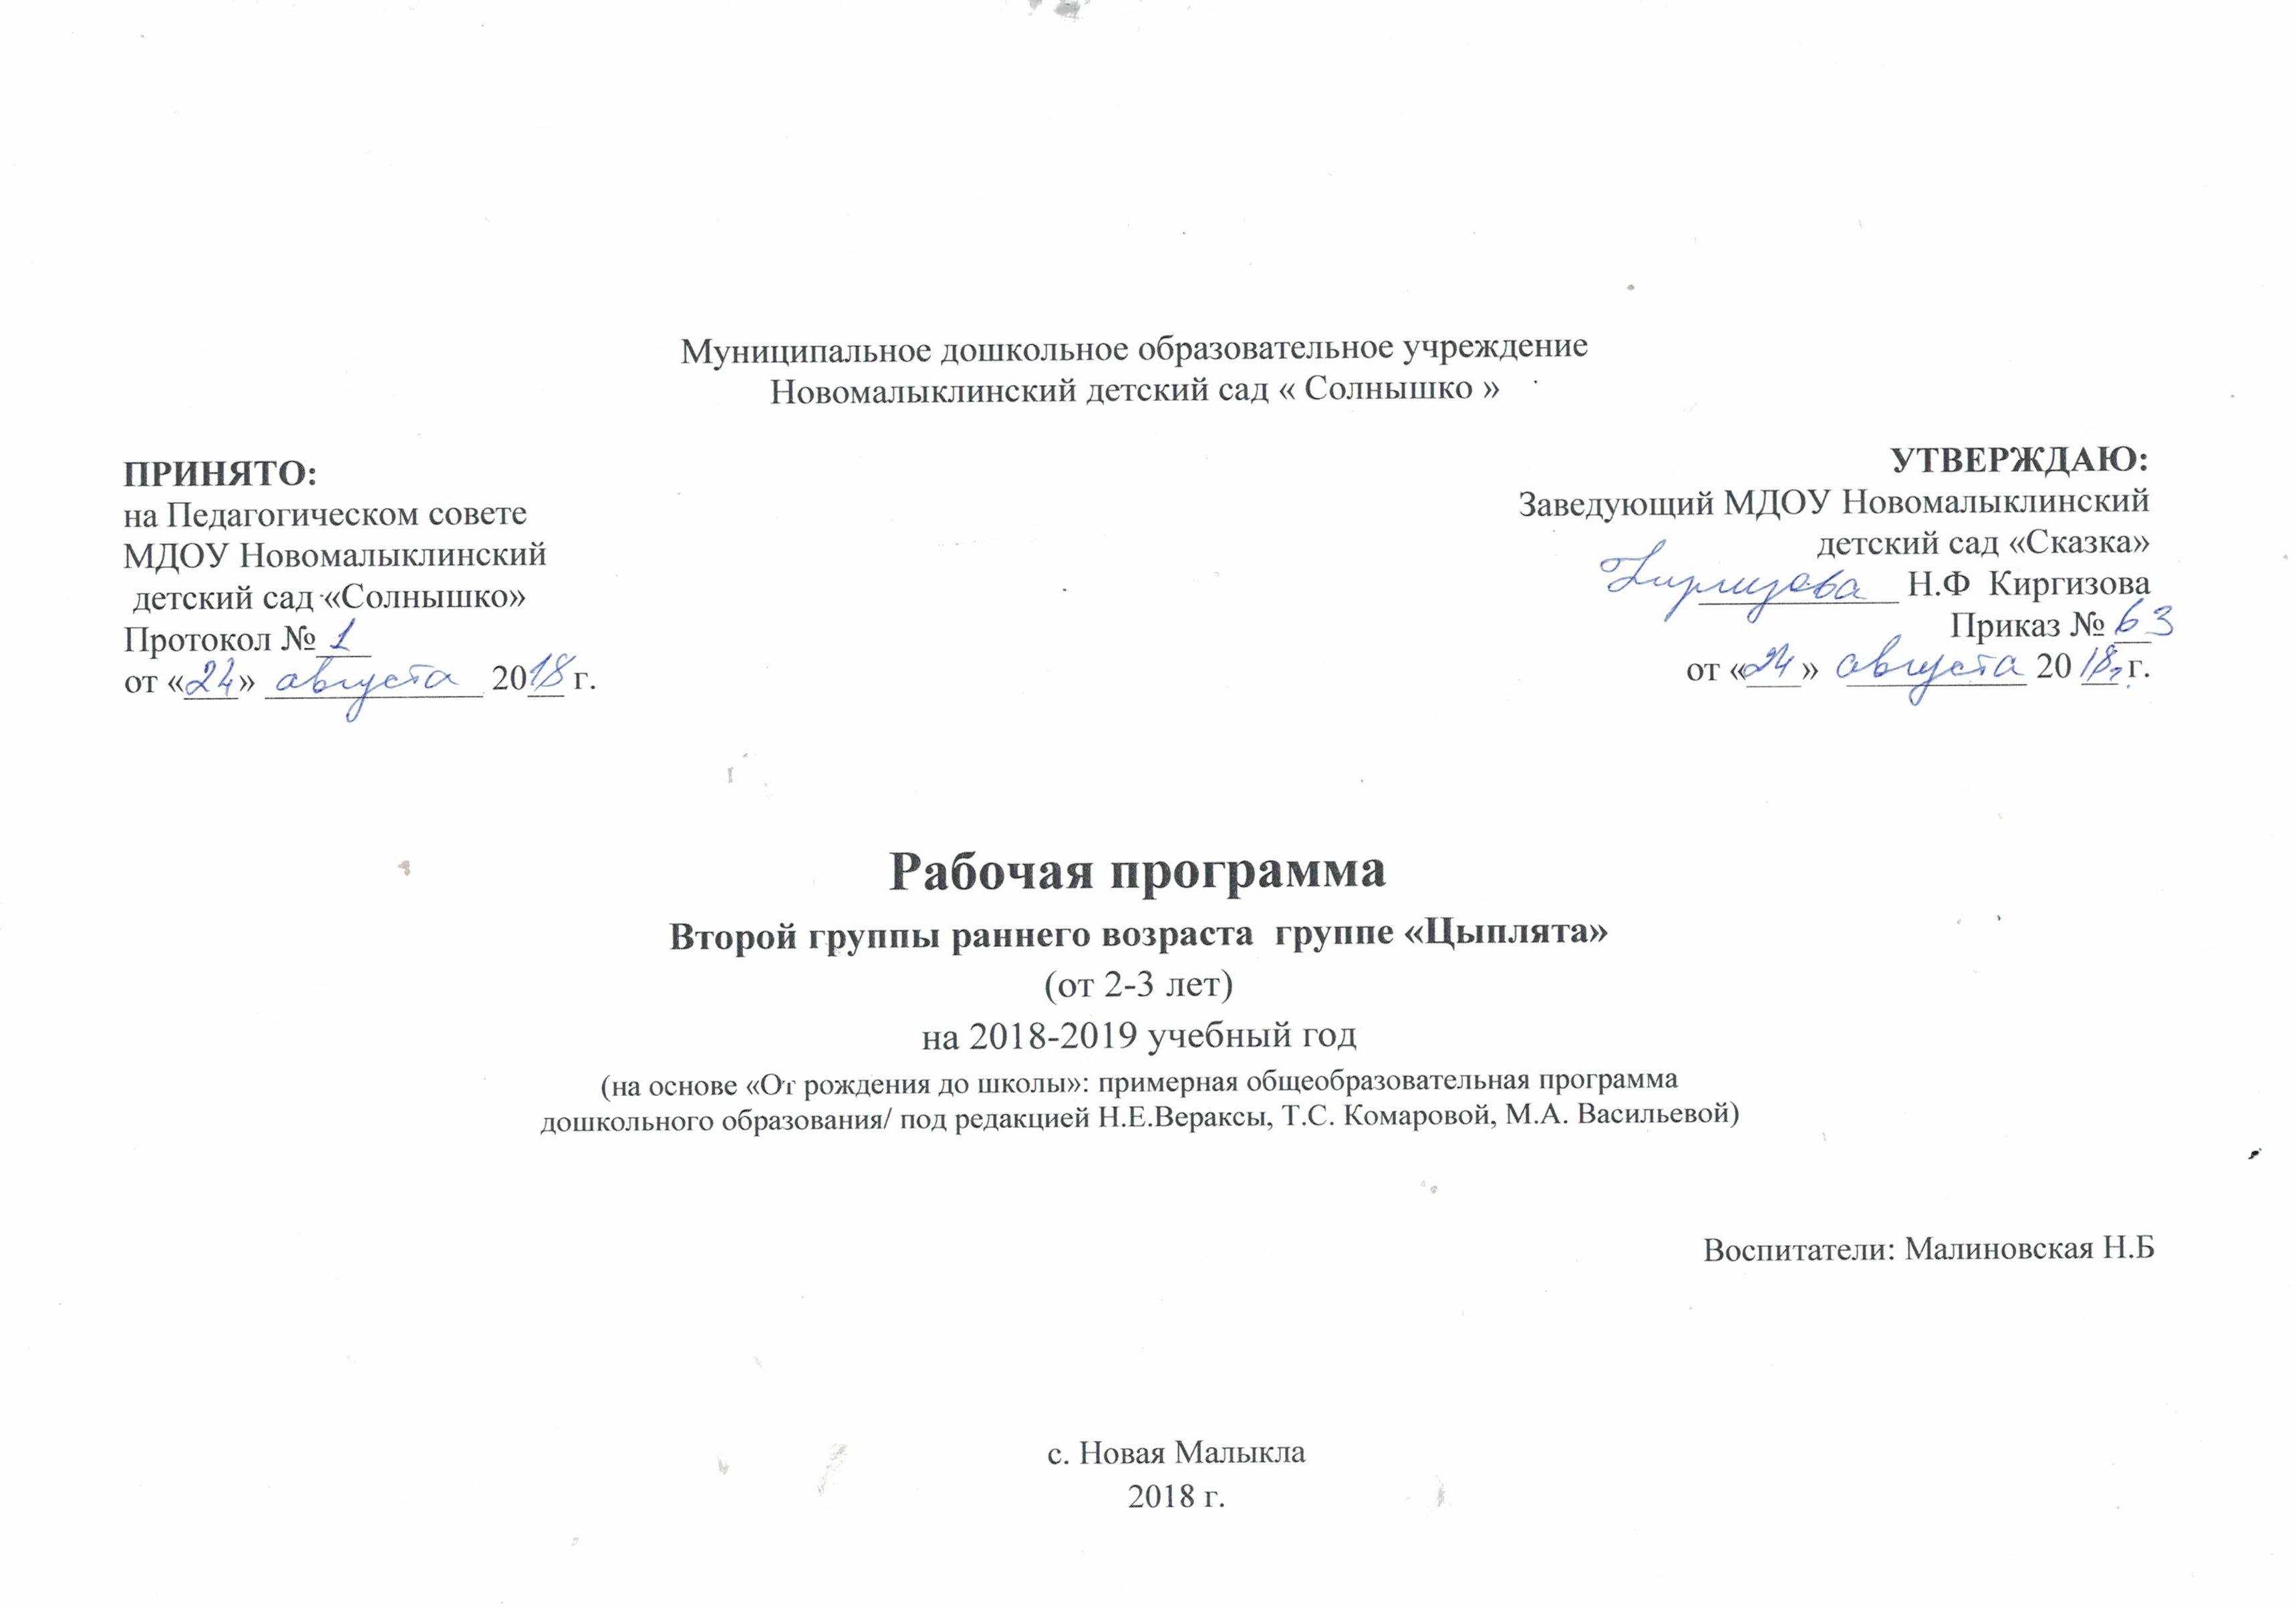 Муниципальное дошкольное образовательное учреждение
Новомалыклинский детский сад « Солнышко »
ПРИНЯТО:
на Педагогическом совете
МДОУ Новомалыклинский
детский сад «Солнышко»
Протокол № 1
от «24» августа 2018 г.
УТВЕРЖДАЮ:
Заведующий МДОУ Новомалыклинский
детский сад «Сказка»
Киргизова Н.Ф Киргизова
Приказ № 63
от «24» августа 20 18 г.
Рабочая программа
Второй группы раннего возраста группе «Цыплята»
(от 2-3 лет)
на 2018-2019 учебный год
(на основе «От рождения до школы»: примерная общеобразовательная программа
дошкольного образования/ под редакцией Н.Е.Вераксы, Т.С. Комаровой, М.А. Васильевой)
Воспитатели: Малиновская Н.Б
с. Новая Малыкла
2018 г.